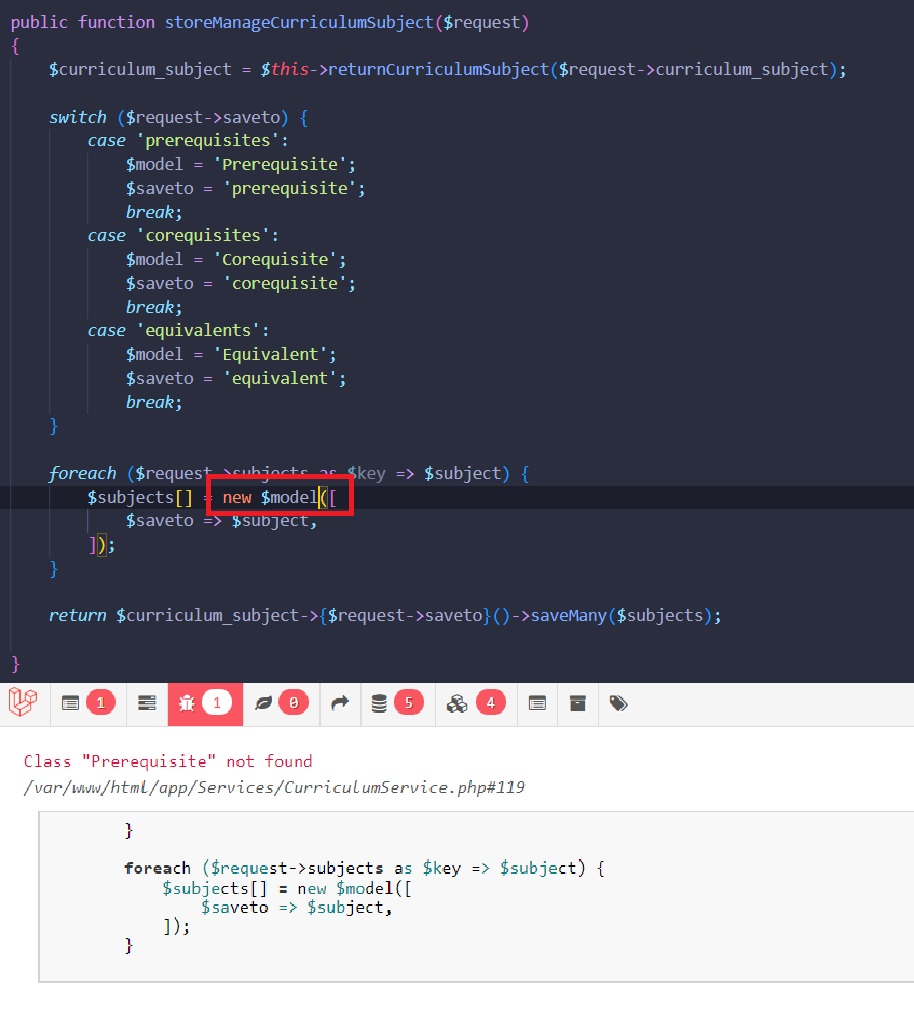 public function storeManageCurriculumSubject($request)
{
    $curriculum_subject = $this->returnCurriculumSubject($request->curriculum_subject);
    switch ($request->saveto) {
        case 'prerequisites':
            $model = 'Prerequisite';
            $saveto = 'prerequisite';
            break;
        case 'corequisites':
            $model = 'Corequisite';
            $saveto = 'corequisite';
            break;
        case 'equivalents':
            $model = 'Equivalent';
            $saveto = 'equivalent';
            break;
    }
    foreach ($request->subjects as $key => $subject) {
        $subjects[] = new $model([
            $saveto => $subject,
        ]);
    }
    return $curriculum_subject->{$request->saveto}()->saveMany($subjects);
}
1 1 0 5 4
Class "Prerequisite" not found
/var/www/html/app/Services/CurriculumService.php#119
        }
        foreach ($request->subjects as $key => $subject) {
            $subjects[] = new $model([
                $saveto => $subject,
            ]);
        }